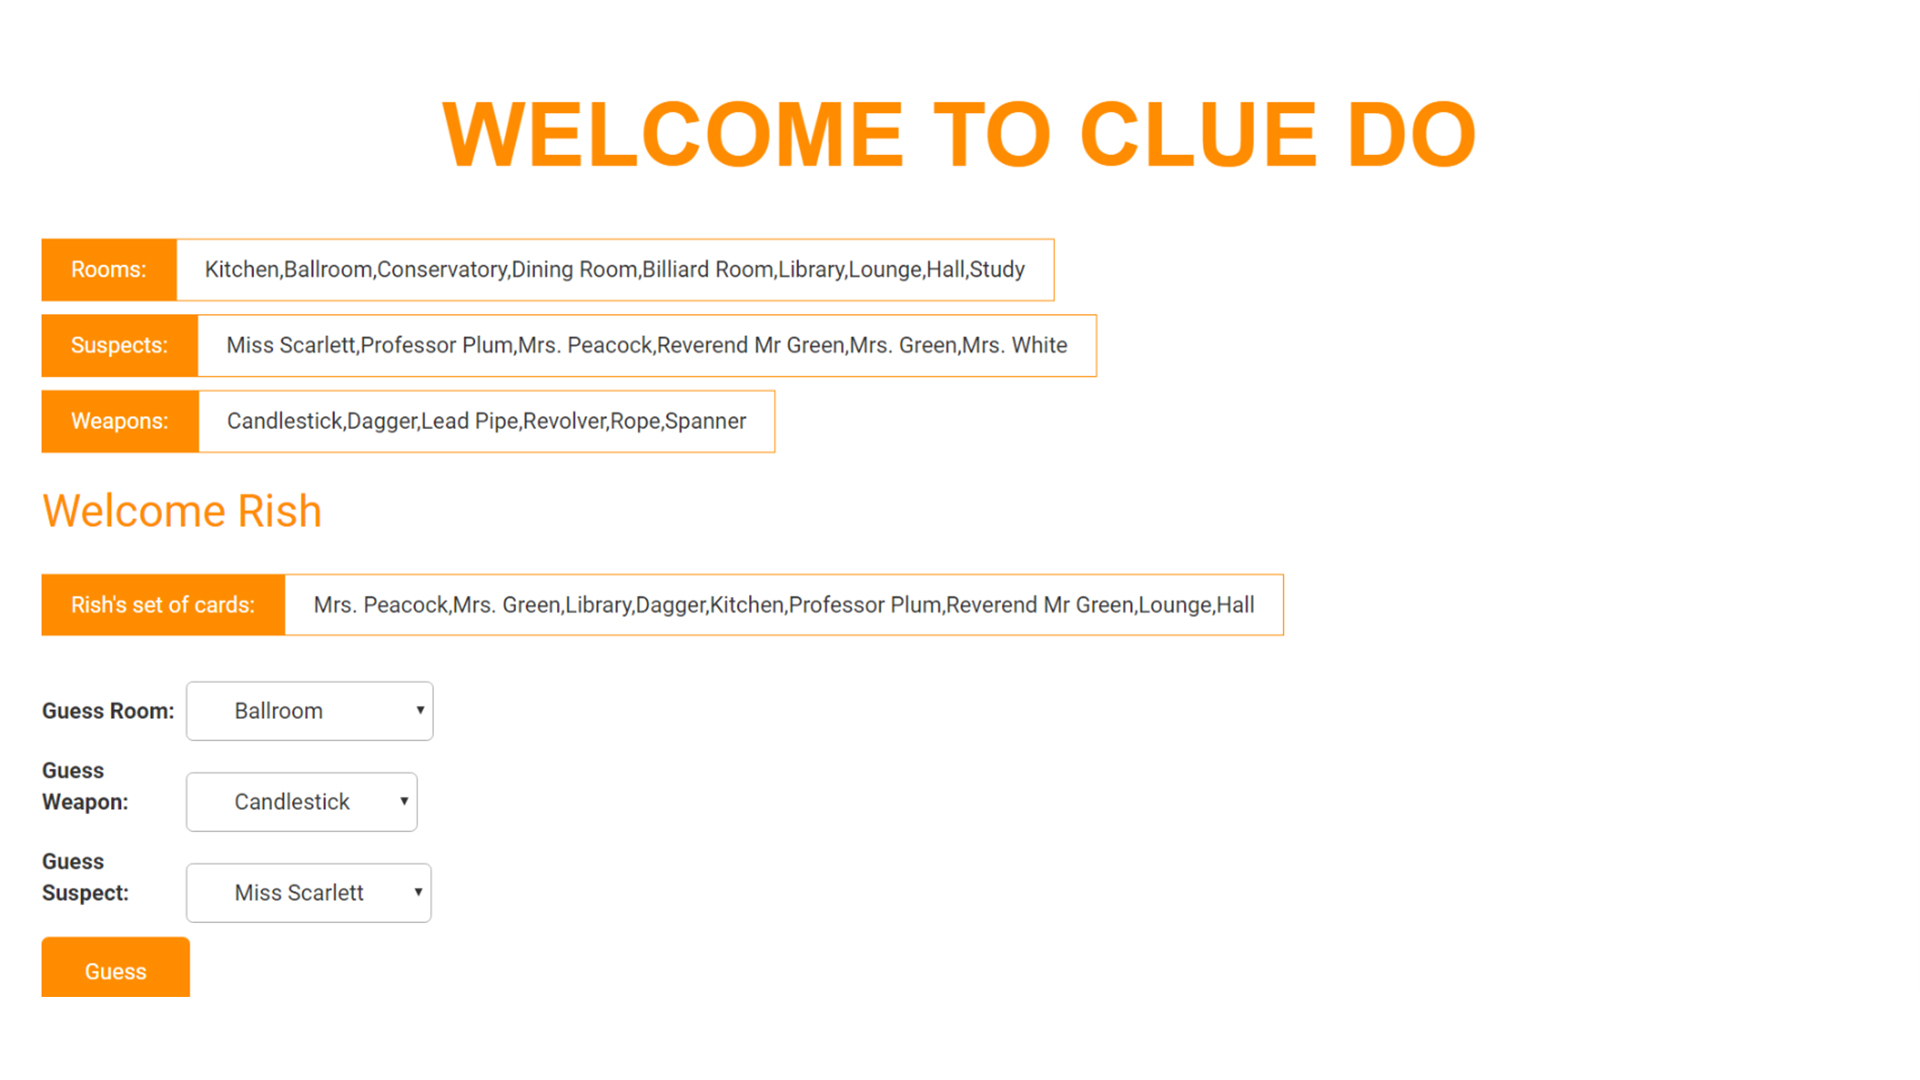 WELCOME TO CLUE DO
Rooms: Kitchen,Ballroom,Conservatory,Dining Room,Billiard Room,Library,Lounge,Hall,Study
Suspects: Miss Scarlett,Professor Plum,Mrs. Peacock,Reverend Mr Green,Mrs. Green,Mrs. White
Weapons: Candlestick,Dagger,Lead Pipe,Revolver,Rope,Spanner
Welcome Rish
Rish's set of cards: Mrs. Peacock,Mrs. Green,Library,Dagger,Kitchen,Professor Plum,Reverend Mr Green,Lounge,Hall
Guess Room: Ballroom
Guess
Weapon: Candlestick
Guess
Suspect: Miss Scarlett
Guess